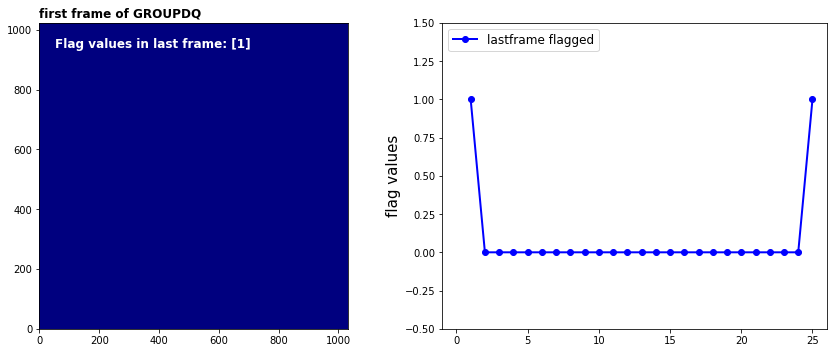 first frame of GROUPDQ
Flag values in last frame: [1]
1000
800
600
400
200
0
0 200 400 600 800 1000
lastframe flagged
flag values
1.50
1.25
1.00
0.75
0.50
0.25
0.00
−0.25
−0.50
0 5 10 15 20 25